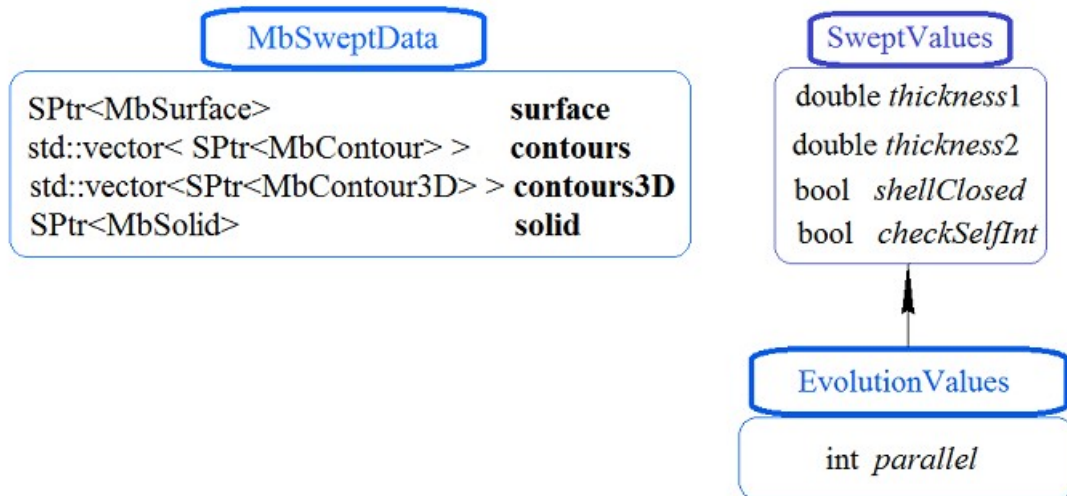 MbSweptData
SPtr<MbSurface> surface
std::vector< SPtr<MbContour> > contours
std::vector<SPtr<MbContour3D> > contours3D
SPtr<MbSolid> solid
SweptValues
double thickness1
double thickness2
bool shellClosed
bool checkSelfInt
EvolutionValues
int parallel